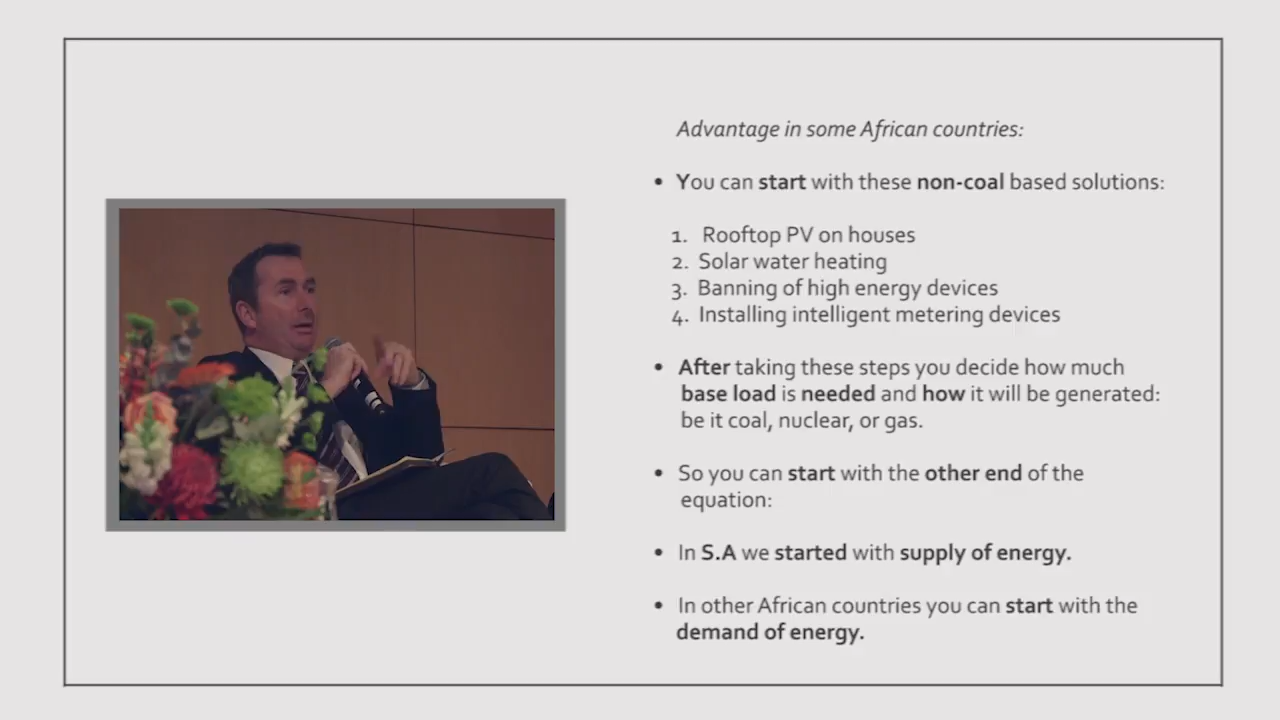 Advantage in some African countries:
• You can start with these non-coal based solutions:
1. Rooftop PV on houses
2. Solar water heating
3. Banning of high energy devices
4. Installing intelligent metering devices
• After taking these steps you decide how much
base load is needed and how it will be generated:
be it coal, nuclear, or gas.
• So you can start with the other end of the
equation:
• In S.A we started with supply of energy.
• In other African countries you can start with the
demand of energy.